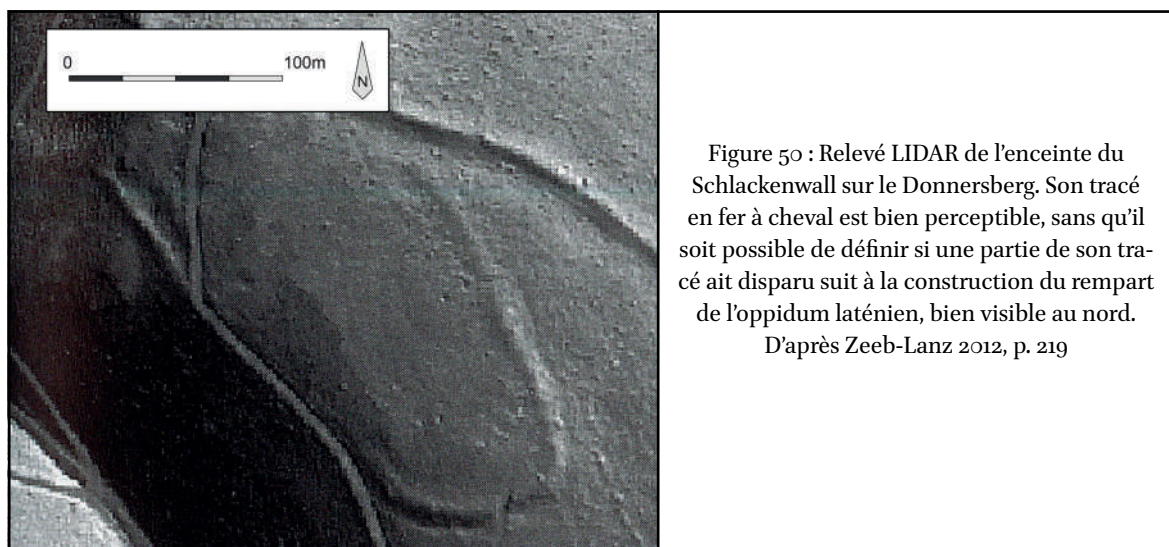 0 100m
N
Figure 50 : Relevé LIDAR de l’enceinte du
Schlackenwall sur le Donnersberg. Son tracé
en fer à cheval est bien perceptible, sans qu’il
soit possible de définir si une partie de son tra-
cé ait disparu suit à la construction du rempart
de l’oppidum laténien, bien visible au nord.
D’après Zeeb-Lanz 2012, p. 219